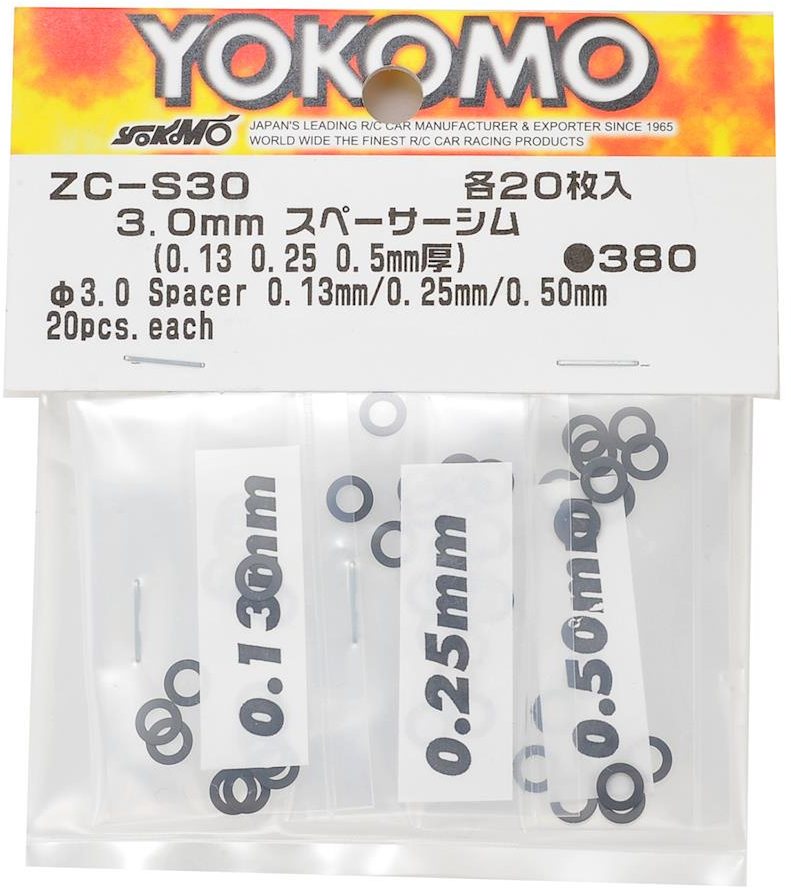 YOKOMO
YOKOMO JAPAN'S LEADING R/C CAR MANUFACTURER & EXPORTER SINCE 1965
WORLD WIDE THE FINEST R/C CAR RACING PRODUCTS
ZC-S30 各20枚入
3.0mm スペーサーシム
(0.13 0.25 0.5mm厚) ●380
Φ3.0 Spacer 0.13mm/0.25mm/0.50mm
20pcs.each
0.13mm
0.25mm
0.50mm